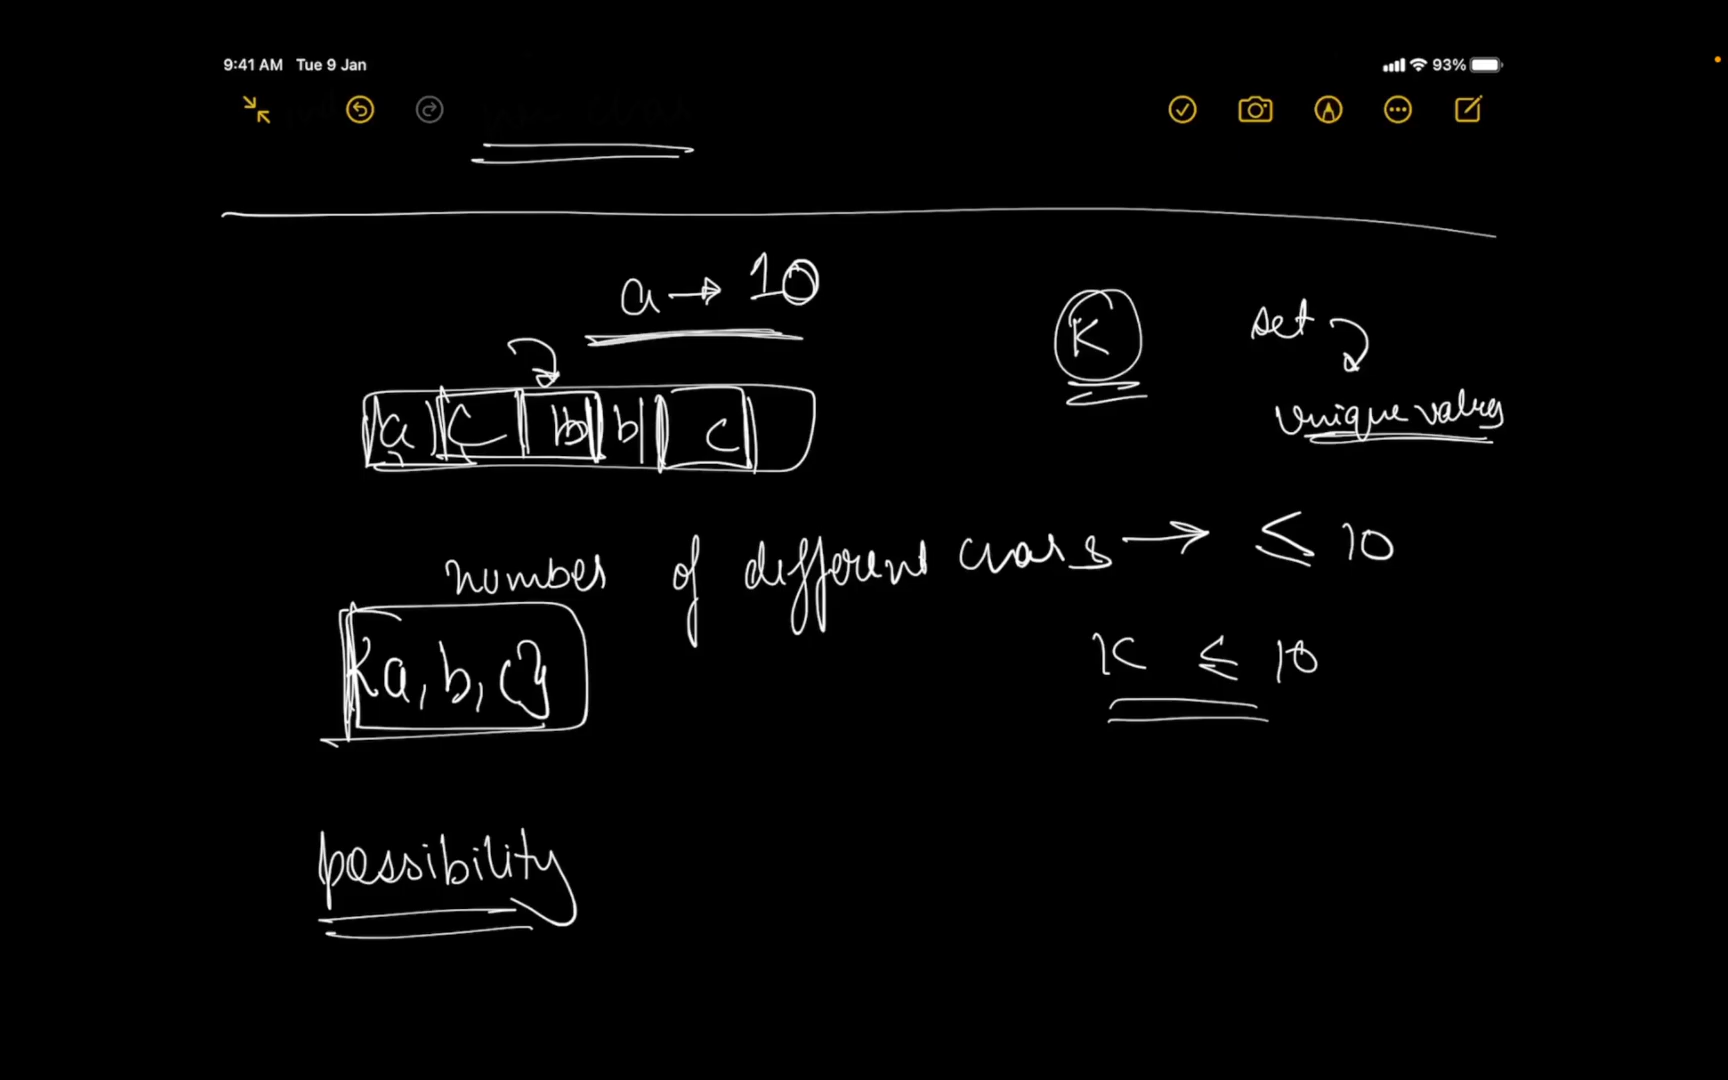 9:41 AM Tue 9 Jan 93%
a → 10
K set
unique values
a c b b c
number of different chars → ≤ 10
{a, b, c}
K ≤ 10
possibility